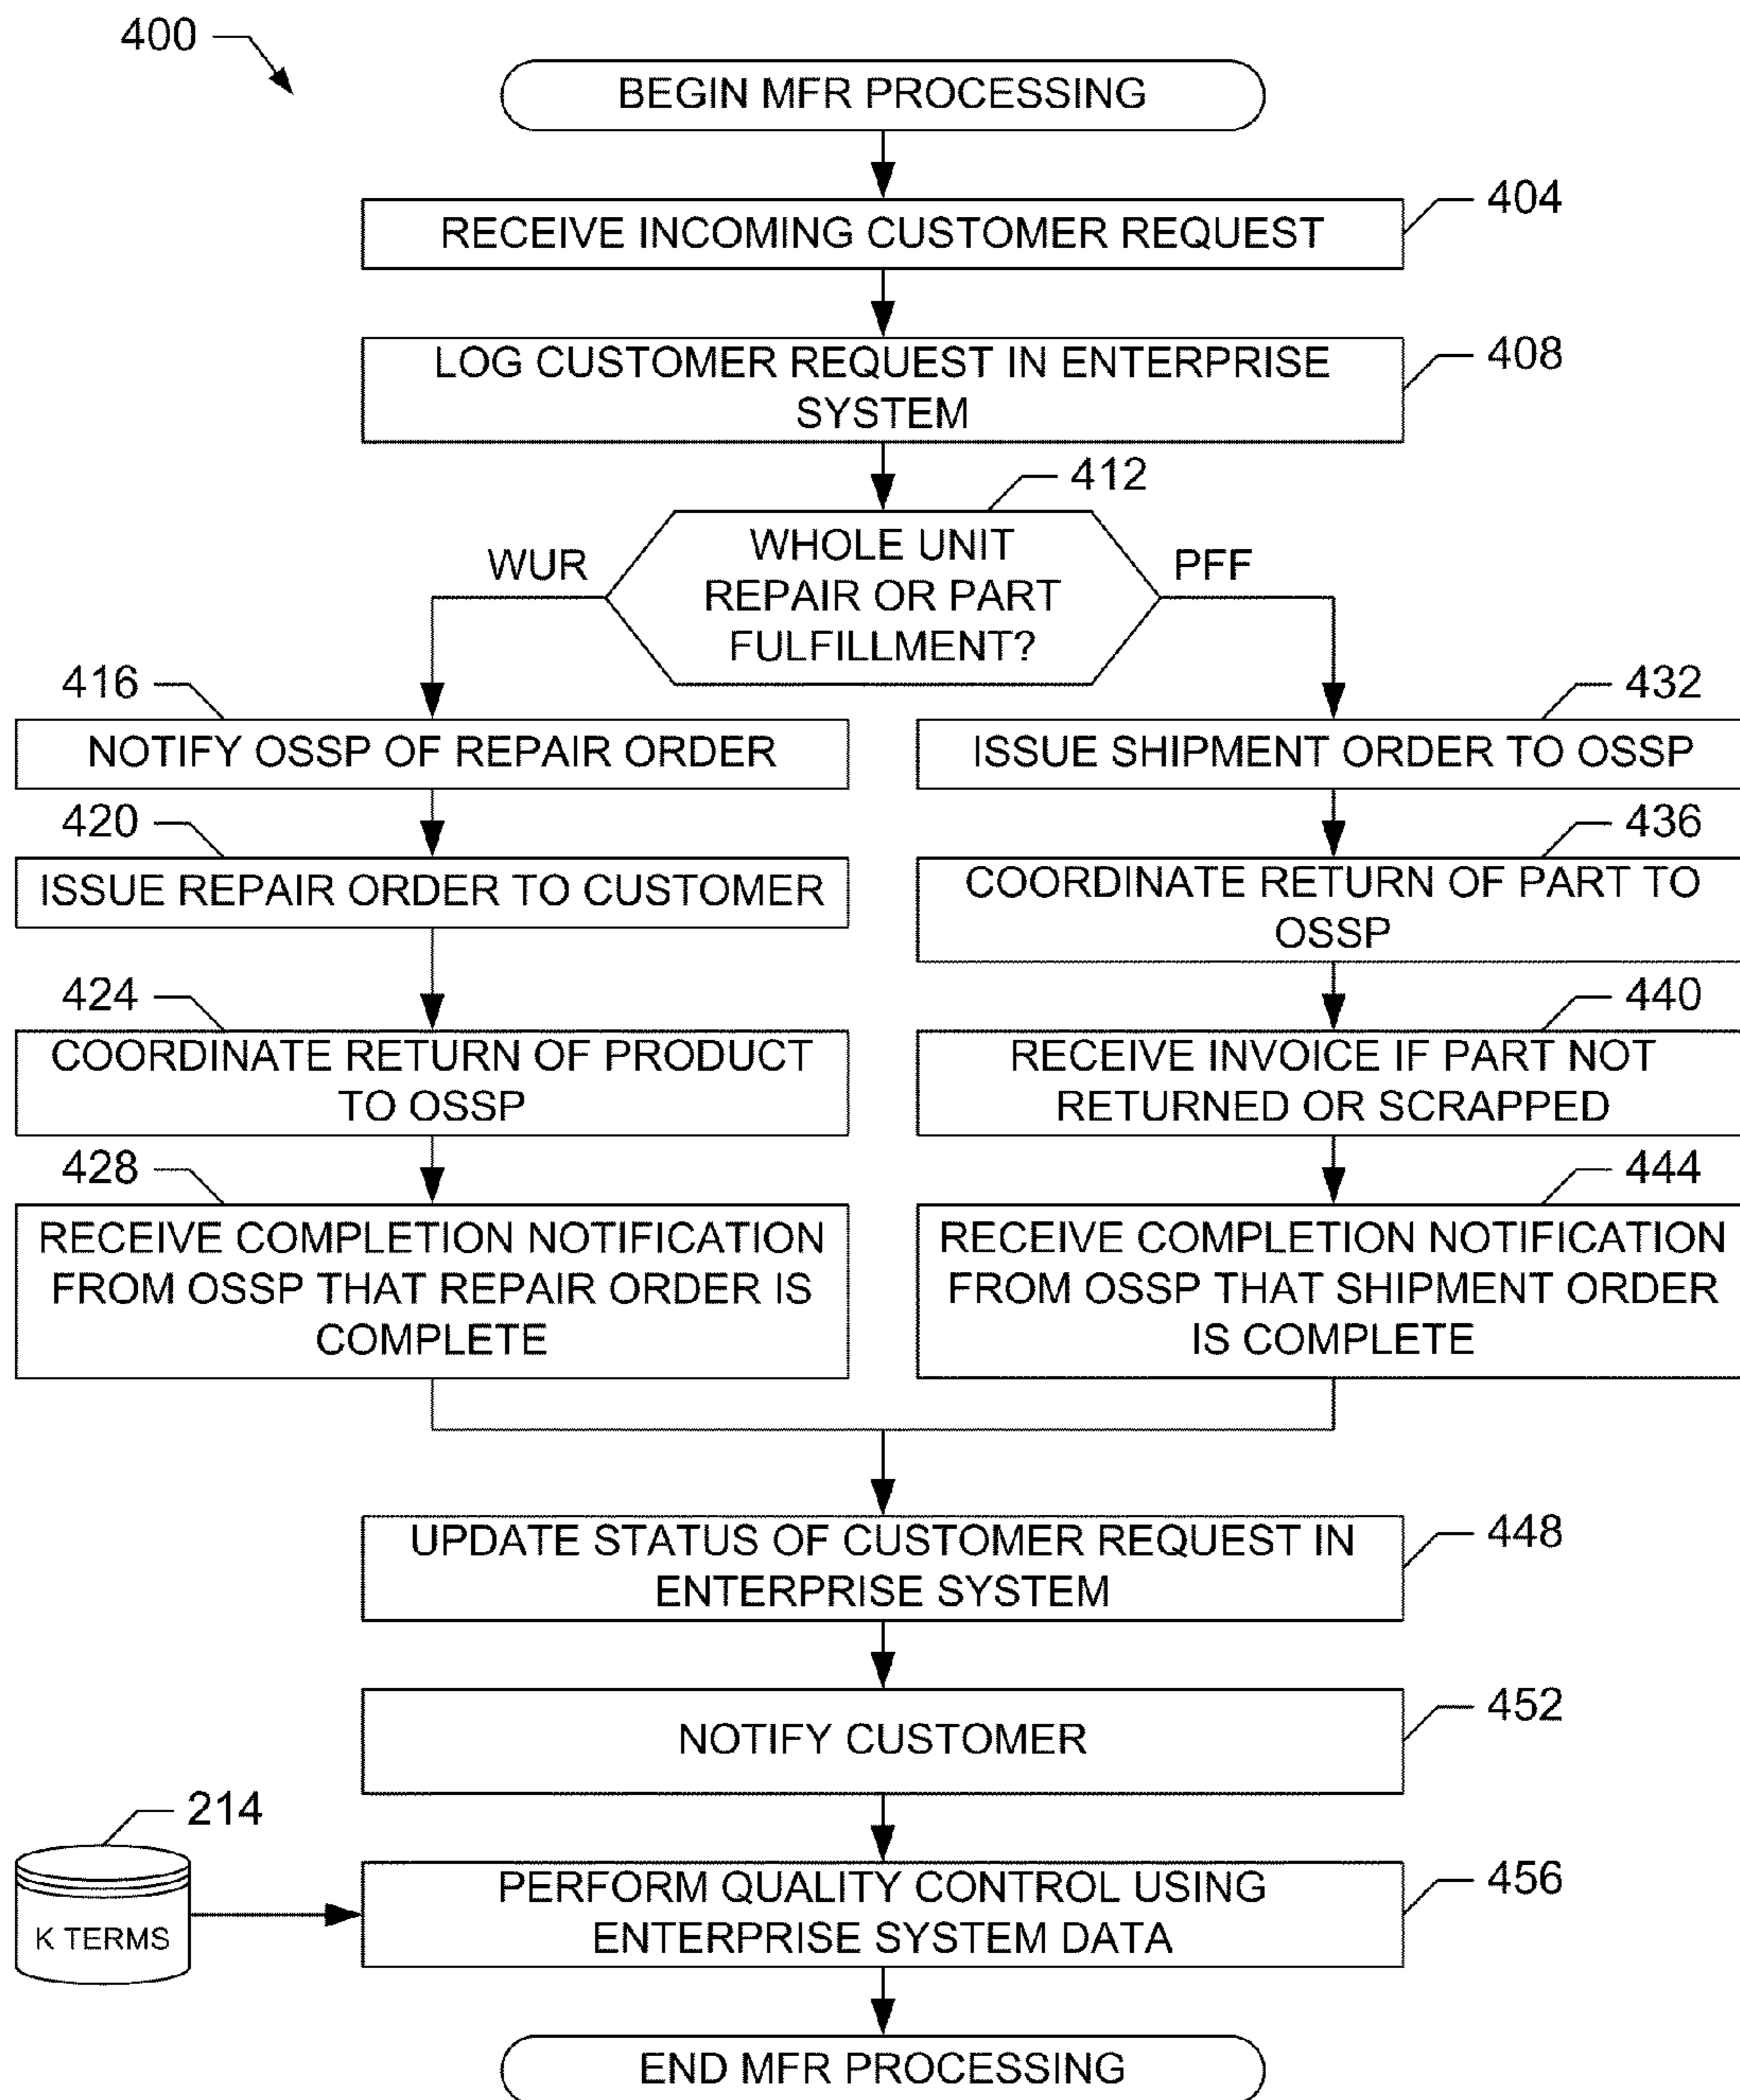 400
BEGIN MFR PROCESSING
RECEIVE INCOMING CUSTOMER REQUEST
404
LOG CUSTOMER REQUEST IN ENTERPRISE
SYSTEM
408
412
WHOLE UNIT
REPAIR OR PART
FULFILLMENT?
WUR
PFF
416
NOTIFY OSSP OF REPAIR ORDER
420
ISSUE REPAIR ORDER TO CUSTOMER
424
COORDINATE RETURN OF PRODUCT
TO OSSP
428
RECEIVE COMPLETION NOTIFICATION
FROM OSSP THAT REPAIR ORDER IS
COMPLETE
432
ISSUE SHIPMENT ORDER TO OSSP
436
COORDINATE RETURN OF PART TO
OSSP
440
RECEIVE INVOICE IF PART NOT
RETURNED OR SCRAPPED
444
RECEIVE COMPLETION NOTIFICATION
FROM OSSP THAT SHIPMENT ORDER
IS COMPLETE
UPDATE STATUS OF CUSTOMER REQUEST IN
ENTERPRISE SYSTEM
448
NOTIFY CUSTOMER
452
214
K TERMS
PERFORM QUALITY CONTROL USING
ENTERPRISE SYSTEM DATA
456
END MFR PROCESSING